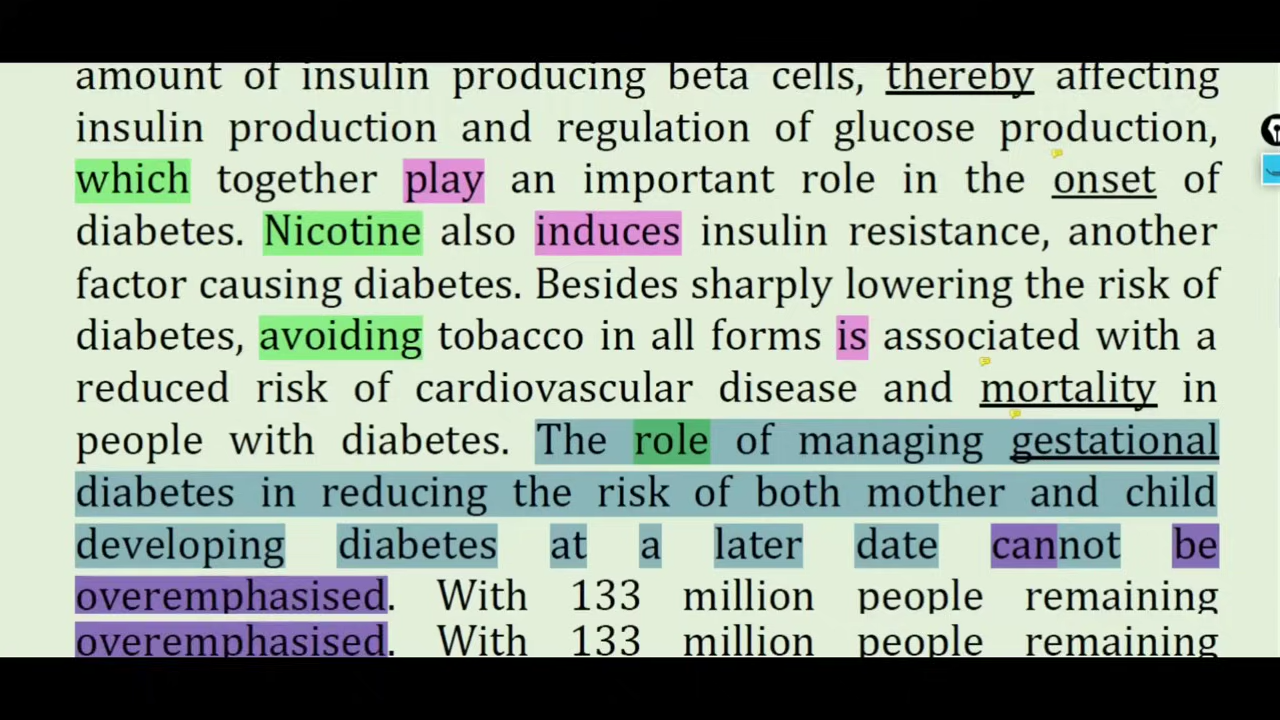 amount of insulin producing beta cells, thereby affecting
insulin production and regulation of glucose production,
which together play an important role in the onset of
diabetes. Nicotine also induces insulin resistance, another
factor causing diabetes. Besides sharply lowering the risk of
diabetes, avoiding tobacco in all forms is associated with a
reduced risk of cardiovascular disease and mortality in
people with diabetes. The role of managing gestational
diabetes in reducing the risk of both mother and child
developing diabetes at a later date cannot be
overemphasised. With 133 million people remaining
overemphasised. With 133 million people remaining